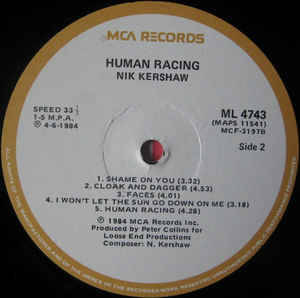 MCA RECORDS
HUMAN RACING
NIK KERSHAW
SPEED 33⅓
1-5 M.P.A.
℗ 4-6-1984
ML 4743
(MAPS 11541)
MCF-3197B
Side 2
1. SHAME ON YOU (3.32)
2. CLOAK AND DAGGER (4.53)
3. FACES (4.01)
4. I WON'T LET THE SUN GO DOWN ON ME (3.18)
5. HUMAN RACING (4.28)
℗ 1984 MCA Records Inc.
Produced by Peter Collins for
Loose End Productions
Composer: N. Kershaw